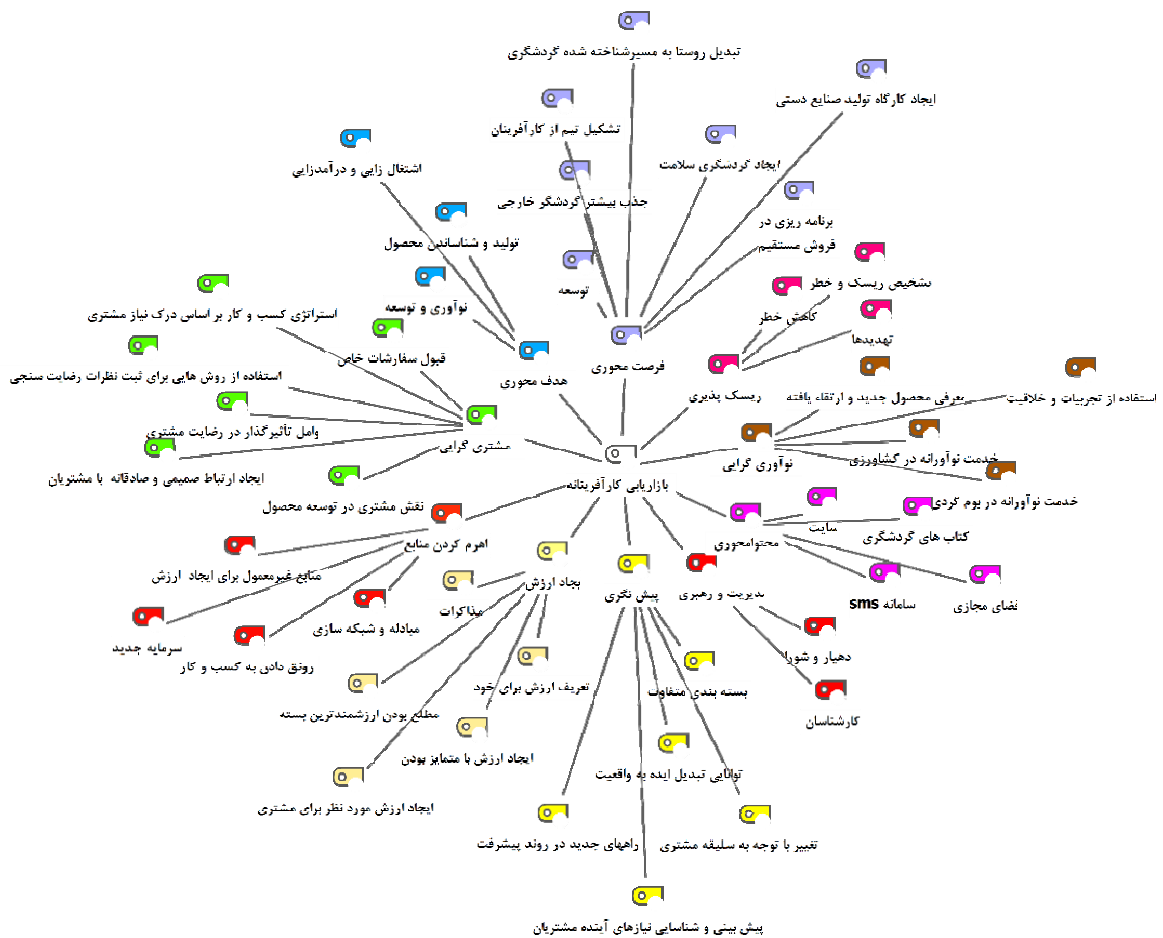 تبدیل روستا به مسیرشناخته شده گردشگری
ایجاد کارگاه تولید صنایع دستی
تشکیل تیم از کارآفرینان
ایجاد گردشگری سلامت
اشتغال زایی و درآمدزایی
جذب بیشتر گردشگر خارجی
برنامه ریزی در
فروش مستقیم
تولید و شناساندن محصول
توسعه
تشخیص ریسک و خطر
نوآوری و توسعه
کاهش خطر
استراتژی کسب و کار بر اساس درک نیاز مشتری
تهدیدها
قبول سفارشات خاص
فرصت محوری
هدف محوری
ریسک پذیری
استفاده از روش هایی برای ثبت نظرات رضایت سنجی
معرفی محصول جدید و ارتقاء یافته
استفاده از تجربیات و خلاقیت
وامل تأثیرگذار در رضایت مشتری
مشتری گرایی
نوآوری گرایی
خدمت نوآورانه در گشاورزی
ایجاد ارتباط صمیمی و صادقانه با مشتریان
بازاریابی کارآفرینانه
خدمت نوآورانه در بوم گردی
نقش مشتری در توسعه محصول
سایت
کتاب های گردشگری
محتوامحوری
اهرم کردن منابع
منابع غیرمعمول برای ایجاد ارزش
یجاد ارزش
پیش نگری
مدیریت و رهبری
سامانه sms
فضای مجازی
مذاکرات
مبادله و شبکه سازی
سرمایه جدید
رونق دادن به کسب و کار
دهیار و شورا
تعریف ارزش برای خود
بسته بندی متفاوت
مطلع بودن ارزشمندترین بسته
کارشناسان
ایجاد ارزش با متمایز بودن
توانایی تبدیل ایده به واقعیت
ایجاد ارزش مورد نظر برای مشتری
راههای جدید در روند پیشرفت
تغییر با توجه به سلیقه مشتری
پیش بینی و شناسایی نیازهای آینده مشتریان